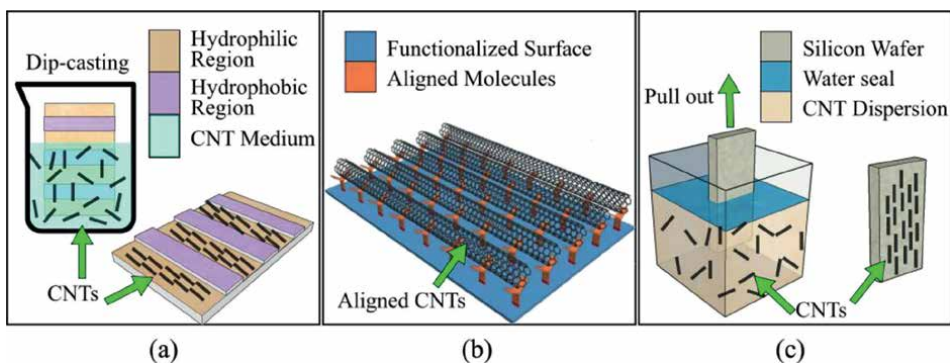 Dip-casting
Hydrophilic
Region
Hydrophobic
Region
CNT Medium
CNTs
(a)
Functionalized Surface
Aligned Molecules
Aligned CNTs
(b)
Silicon Wafer
Water seal
CNT Dispersion
Pull out
CNTs
(c)